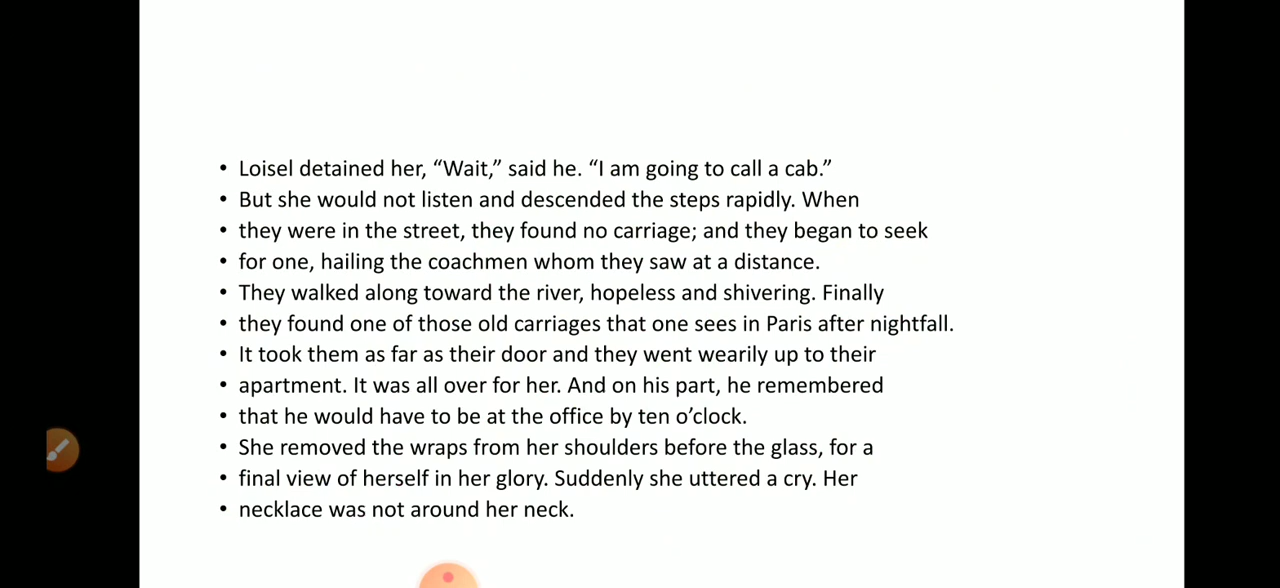 • Loisel detained her, “Wait,” said he. “I am going to call a cab.”
• But she would not listen and descended the steps rapidly. When
• they were in the street, they found no carriage; and they began to seek
• for one, hailing the coachmen whom they saw at a distance.
• They walked along toward the river, hopeless and shivering. Finally
• they found one of those old carriages that one sees in Paris after nightfall.
• It took them as far as their door and they went wearily up to their
• apartment. It was all over for her. And on his part, he remembered
• that he would have to be at the office by ten o’clock.
• She removed the wraps from her shoulders before the glass, for a
• final view of herself in her glory. Suddenly she uttered a cry. Her
• necklace was not around her neck.